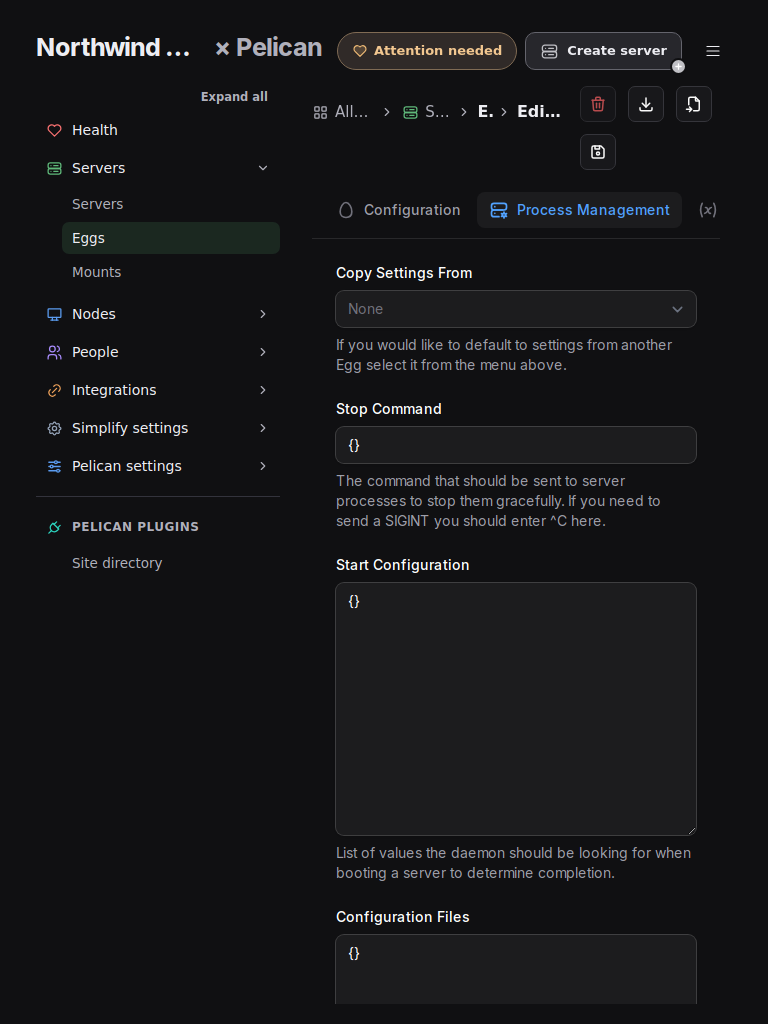 Northwind … × Pelican
Attention needed
Create server
Expand all
Health
Servers
Servers
Eggs
Mounts
Nodes
People
Integrations
Simplify settings
Pelican settings
PELICAN PLUGINS
Site directory
All… > S… > E. > Edi…
Configuration
Process Management
(x)
Copy Settings From
None
If you would like to default to settings from another
Egg select it from the menu above.
Stop Command
{}
The command that should be sent to server
processes to stop them gracefully. If you need to
send a SIGINT you should enter ^C here.
Start Configuration
{}
List of values the daemon should be looking for when
booting a server to determine completion.
Configuration Files
{}